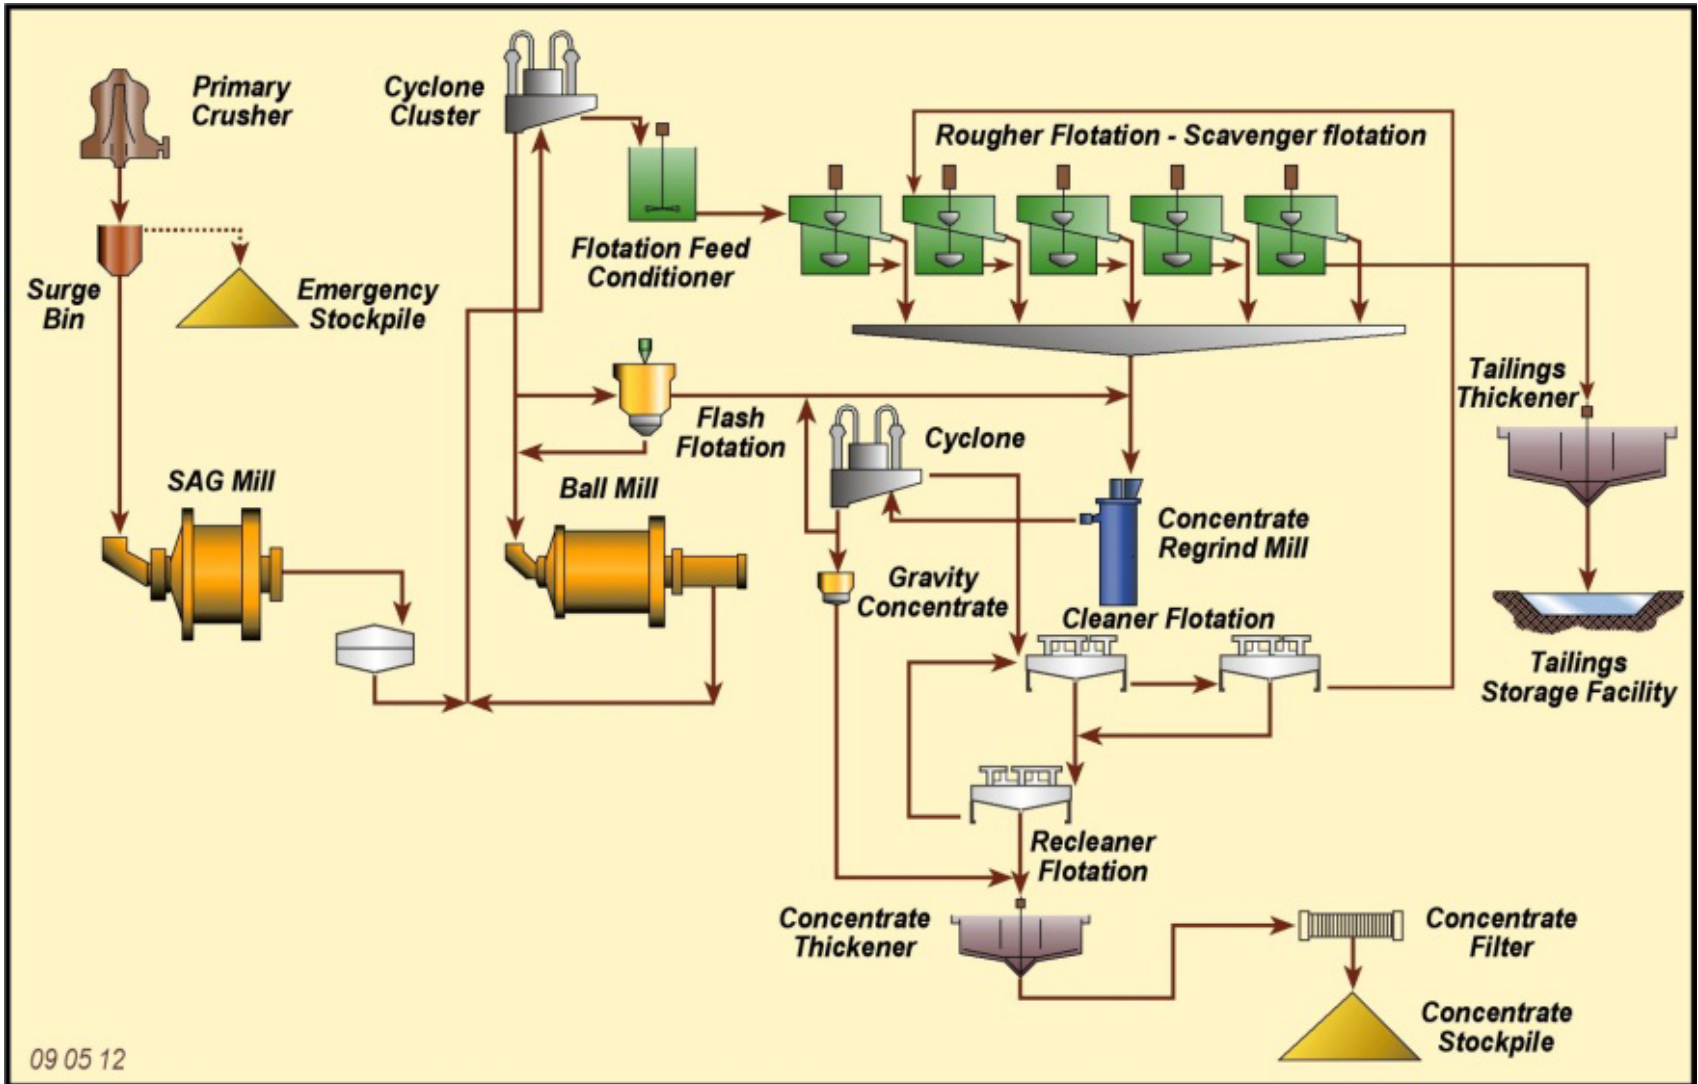 Primary
Crusher
Cyclone
Cluster
Rougher Flotation - Scavenger flotation
Flotation Feed
Conditioner
Surge
Bin
Emergency
Stockpile
Tailings
Thickener
Flash
Flotation
Cyclone
SAG Mill
Ball Mill
Concentrate
Regrind Mill
Gravity
Concentrate
Cleaner Flotation
Tailings
Storage Facility
Recleaner
Flotation
Concentrate
Thickener
Concentrate
Filter
Concentrate
Stockpile
09 05 12